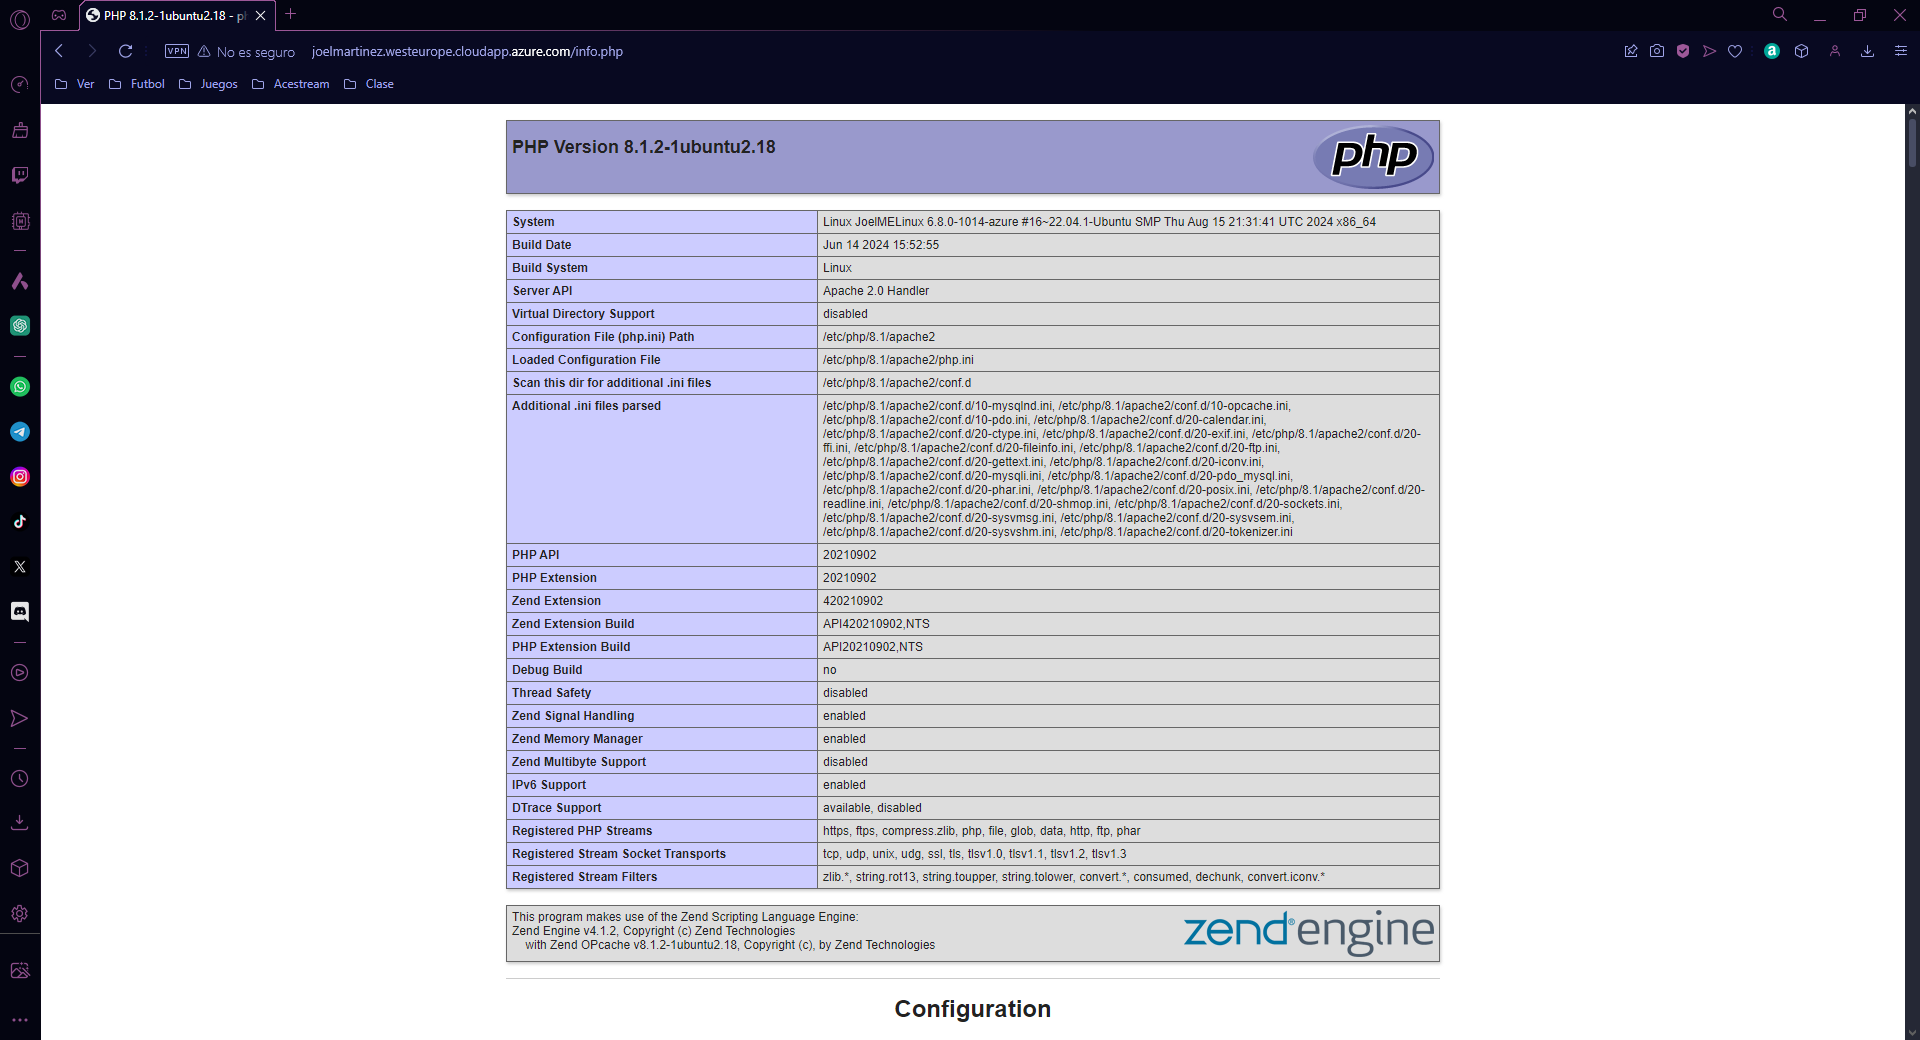 PHP 8.1.2-1ubuntu2.18 - ph
VPN No es seguro joelmartinez.westeurope.cloudapp.azure.com/info.php
Ver Futbol Juegos Acestream Clase
PHP Version 8.1.2-1ubuntu2.18
php
System Linux JoelMELinux 6.8.0-1014-azure #16~22.04.1-Ubuntu SMP Thu Aug 15 21:31:41 UTC 2024 x86_64
Build Date Jun 14 2024 15:52:55
Build System Linux
Server API Apache 2.0 Handler
Virtual Directory Support disabled
Configuration File (php.ini) Path /etc/php/8.1/apache2
Loaded Configuration File /etc/php/8.1/apache2/php.ini
Scan this dir for additional .ini files /etc/php/8.1/apache2/conf.d
Additional .ini files parsed /etc/php/8.1/apache2/conf.d/10-mysqlnd.ini, /etc/php/8.1/apache2/conf.d/10-opcache.ini,
/etc/php/8.1/apache2/conf.d/10-pdo.ini, /etc/php/8.1/apache2/conf.d/20-calendar.ini,
/etc/php/8.1/apache2/conf.d/20-ctype.ini, /etc/php/8.1/apache2/conf.d/20-exif.ini, /etc/php/8.1/apache2/conf.d/20-
ffi.ini, /etc/php/8.1/apache2/conf.d/20-fileinfo.ini, /etc/php/8.1/apache2/conf.d/20-ftp.ini,
/etc/php/8.1/apache2/conf.d/20-gettext.ini, /etc/php/8.1/apache2/conf.d/20-iconv.ini,
/etc/php/8.1/apache2/conf.d/20-mysqli.ini, /etc/php/8.1/apache2/conf.d/20-pdo_mysql.ini,
/etc/php/8.1/apache2/conf.d/20-phar.ini, /etc/php/8.1/apache2/conf.d/20-posix.ini, /etc/php/8.1/apache2/conf.d/20-
readline.ini, /etc/php/8.1/apache2/conf.d/20-shmop.ini, /etc/php/8.1/apache2/conf.d/20-sockets.ini,
/etc/php/8.1/apache2/conf.d/20-sysvmsg.ini, /etc/php/8.1/apache2/conf.d/20-sysvsem.ini,
/etc/php/8.1/apache2/conf.d/20-sysvshm.ini, /etc/php/8.1/apache2/conf.d/20-tokenizer.ini
PHP API 20210902
PHP Extension 20210902
Zend Extension 420210902
Zend Extension Build API420210902,NTS
PHP Extension Build API20210902,NTS
Debug Build no
Thread Safety disabled
Zend Signal Handling enabled
Zend Memory Manager enabled
Zend Multibyte Support disabled
IPv6 Support enabled
DTrace Support available, disabled
Registered PHP Streams https, ftps, compress.zlib, php, file, glob, data, http, ftp, phar
Registered Stream Socket Transports tcp, udp, unix, udg, ssl, tls, tlsv1.0, tlsv1.1, tlsv1.2, tlsv1.3
Registered Stream Filters zlib.*, string.rot13, string.toupper, string.tolower, convert.*, consumed, dechunk, convert.iconv.*
This program makes use of the Zend Scripting Language Engine:
Zend Engine v4.1.2, Copyright (c) Zend Technologies
with Zend OPcache v8.1.2-1ubuntu2.18, Copyright (c), by Zend Technologies
zend® engine
Configuration